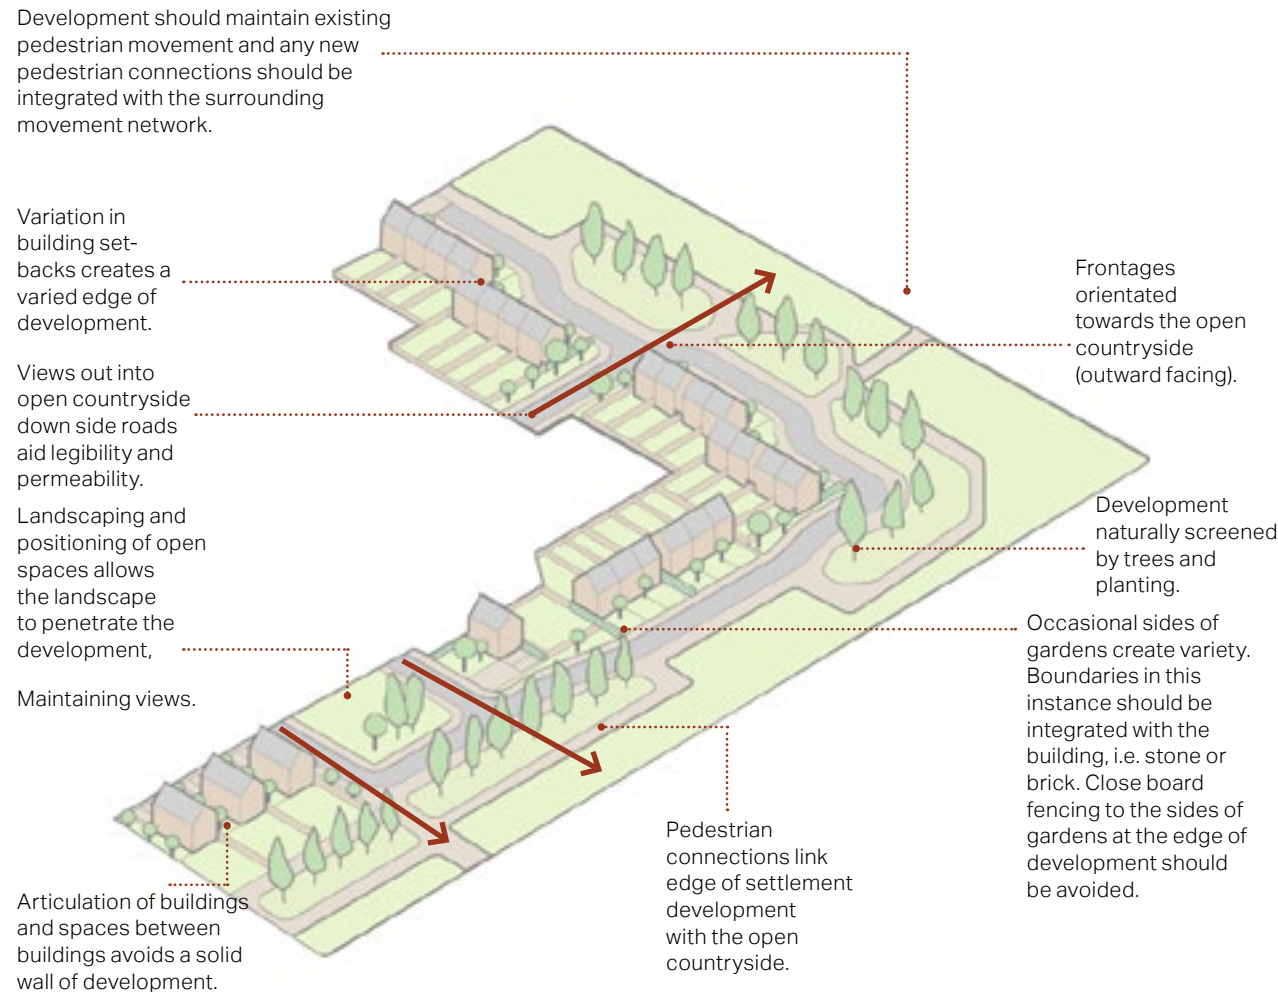 Development should maintain existing
pedestrian movement and any new
pedestrian connections should be
integrated with the surrounding
movement network.
Variation in
building set-
backs creates a
varied edge of
development.
Views out into
open countryside
down side roads
aid legibility and
permeability.
Landscaping and
positioning of open
spaces allows
the landscape
to penetrate the
development,
Maintaining views.
Articulation of buildings
and spaces between
buildings avoids a solid
wall of development.
Pedestrian
connections link
edge of settlement
development
with the open
countryside.
Frontages
orientated
towards the open
countryside
(outward facing).
Development
naturally screened
by trees and
planting.
Occasional sides of
gardens create variety.
Boundaries in this
instance should be
integrated with the
building, i.e. stone or
brick. Close board
fencing to the sides of
gardens at the edge of
development should
be avoided.